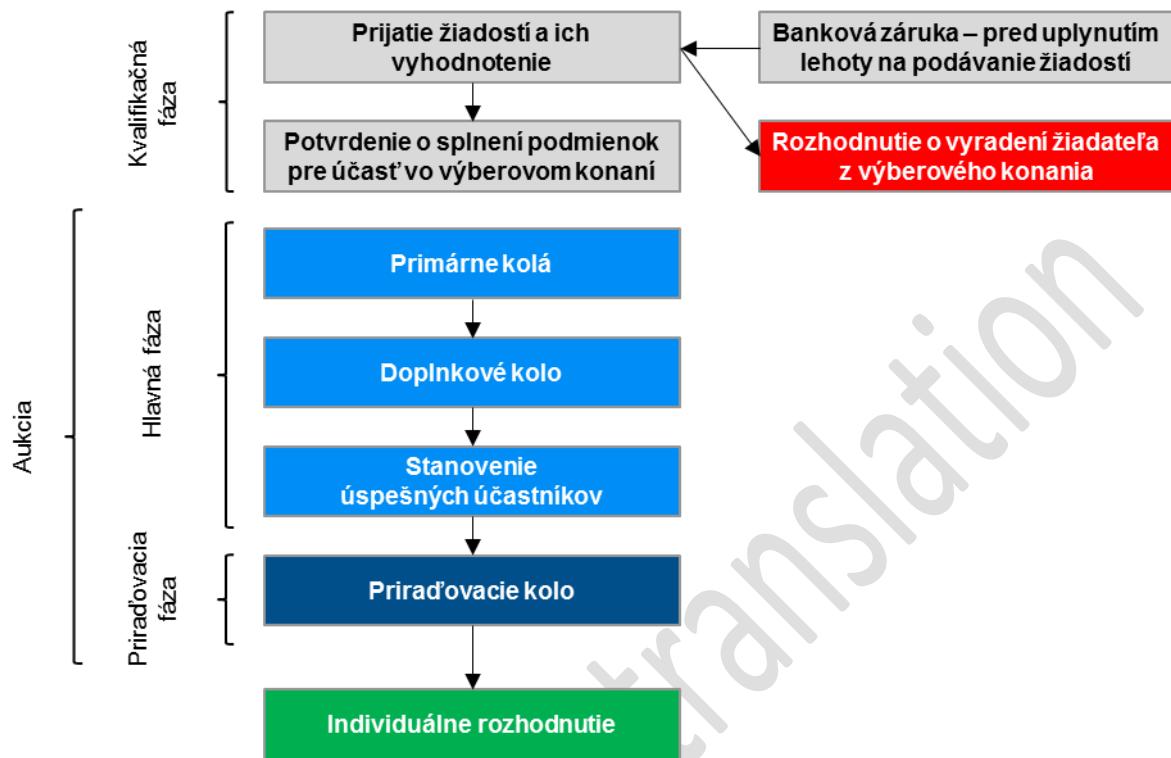 Kvalifikačná
fáza
Prijatie žiadostí a ich
vyhodnotenie
Banková záruka – pred uplynutím
lehoty na podávanie žiadostí
Potvrdenie o splnení podmienok
pre účasť vo výberovom konaní
Rozhodnutie o vyradení žiadateľa
z výberového konania
Aukcia
Hlavná fáza
Primárne kolá
Doplnkové kolo
Stanovenie
úspešných účastníkov
Priraďovacia
fáza
Priraďovacie kolo
Individuálne rozhodnutie
translation